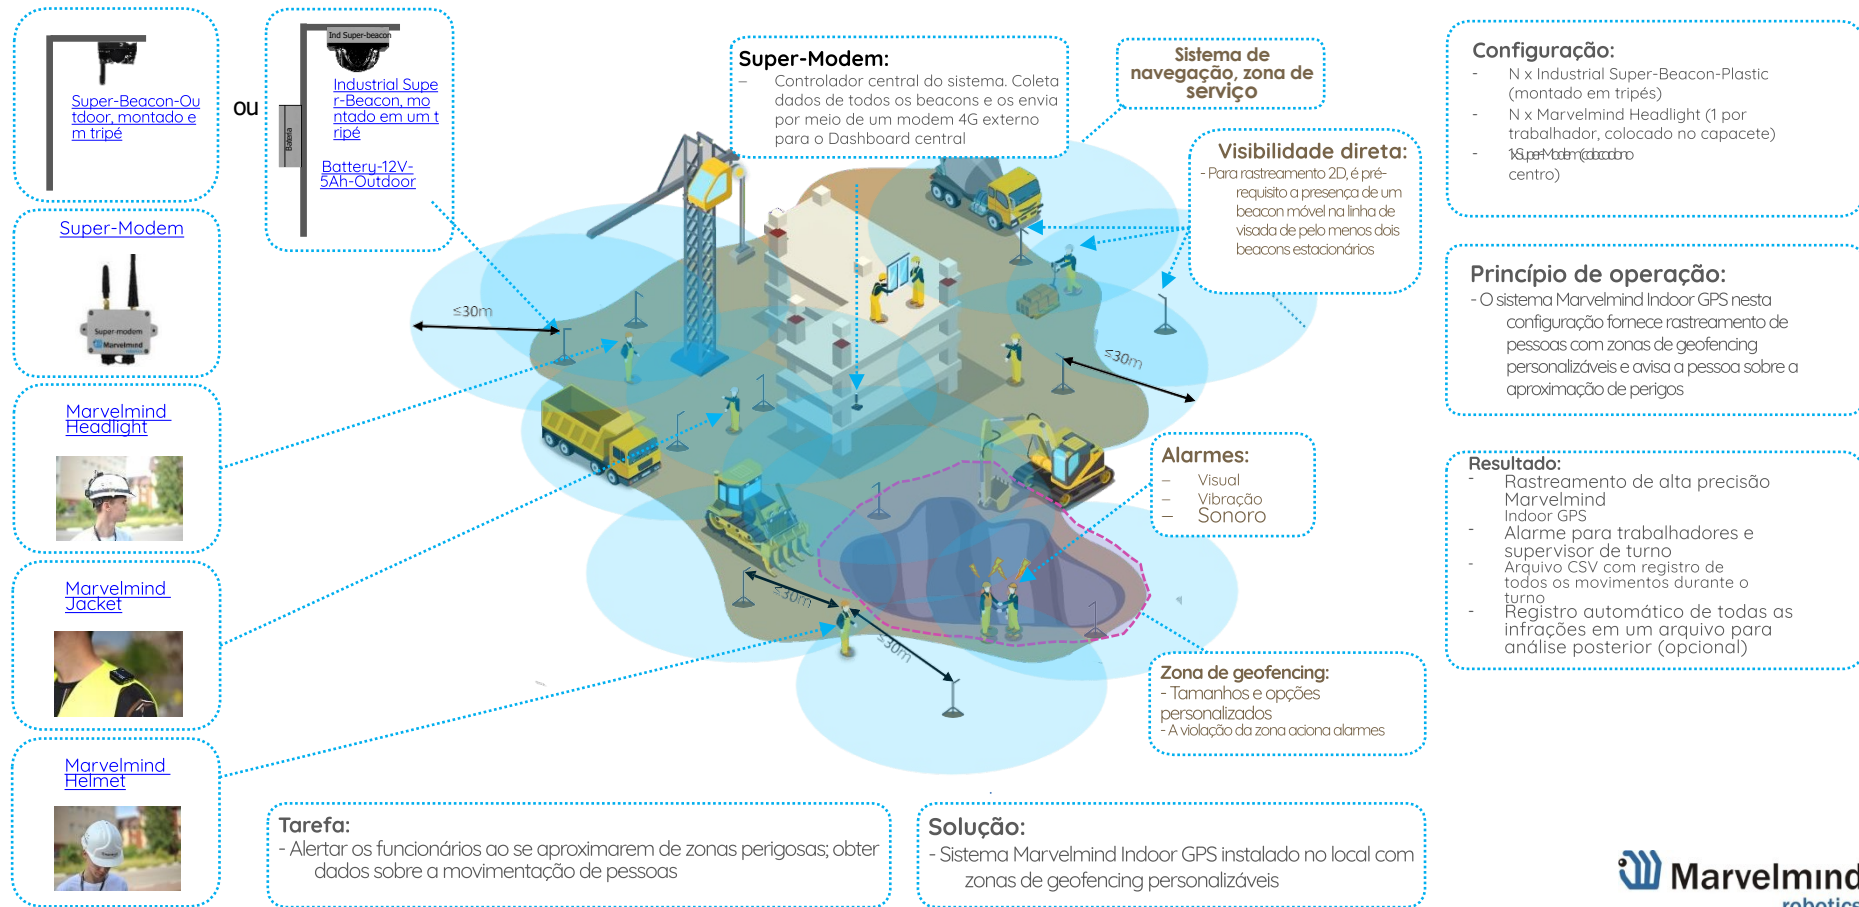 Super-Beacon-Ou
tdoor, montado e
m tripé
ou
Ind Super-beacon
Bateria
Industrial Supe
r-Beacon, mo
ntado em um t
ripé
Battery-12V-
5Ah-Outdoor
Super-Modem
Super-modem
Marvelmind
robotics
Marvelmind
Headlight
Marvelmind
Jacket
Marvelmind
Helmet
Super-Modem:
– Controlador central do sistema. Coleta
dados de todos os beacons e os envia
por meio de um modem 4G externo
para o Dashboard central
Sistema de
navegação, zona de
serviço
Visibilidade direta:
- Para rastreamento 2D, é pré-
requisito a presença de um
beacon móvel na linha de
visada de pelo menos dois
beacons estacionários
≤30m
≤30m
≤30m
≤30m
Alarmes:
– Visual
– Vibração
– Sonoro
Zona de geofencing:
- Tamanhos e opções
personalizados
- A violação da zona aciona alarmes
Tarefa:
- Alertar os funcionários ao se aproximarem de zonas perigosas; obter
dados sobre a movimentação de pessoas
Solução:
- Sistema Marvelmind Indoor GPS instalado no local com
zonas de geofencing personalizáveis
Configuração:
- N x Industrial Super-Beacon-Plastic
(montado em tripés)
- N x Marvelmind Headlight (1 por
trabalhador, colocado no capacete)
- 1xSuper-Modem (colocado no
centro)
Princípio de operação:
- O sistema Marvelmind Indoor GPS nesta
configuração fornece rastreamento de
pessoas com zonas de geofencing
personalizáveis e avisa a pessoa sobre a
aproximação de perigos
Resultado:
- Rastreamento de alta precisão
Marvelmind
Indoor GPS
- Alarme para trabalhadores e
supervisor de turno
- Arquivo CSV com registro de
todos os movimentos durante o
turno
- Registro automático de todas as
infrações em um arquivo para
análise posterior (opcional)
Marvelmind
robotics